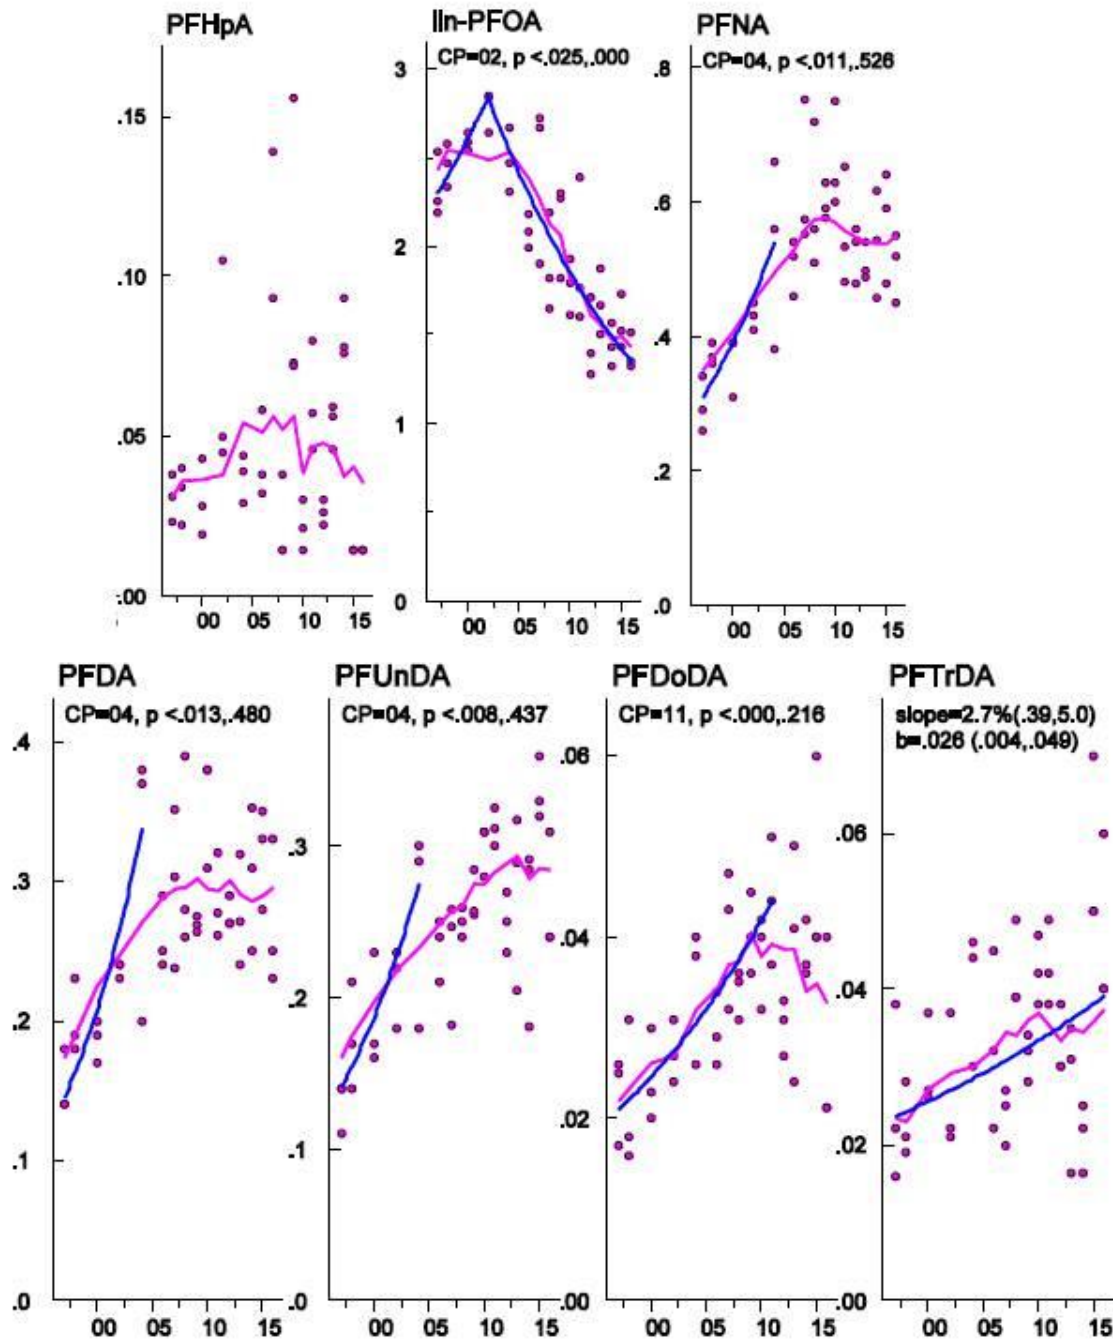 PFHpA
.15
.10
.05
.00
00 05 10 15
lin-PFOA
CP=02, p <.025,.000
3
2
1
0
00 05 10 15
PFNA
CP=04, p <.011,.526
.8
.6
.4
.2
.0
00 05 10 15
PFDA
CP=04, p <.013,.480
.4
.3
.2
.1
.0
00 05 10 15
PFUnDA
CP=04, p <.008,.437
.3
.2
.1
.0
00 05 10 15
PFDoDA
CP=11, p <.000,.216
.06
.04
.02
.00
00 05 10 15
PFTrDA
slope=2.7%(.39,5.0)
b=.026 (.004,.049)
.06
.04
.02
.00
00 05 10 15